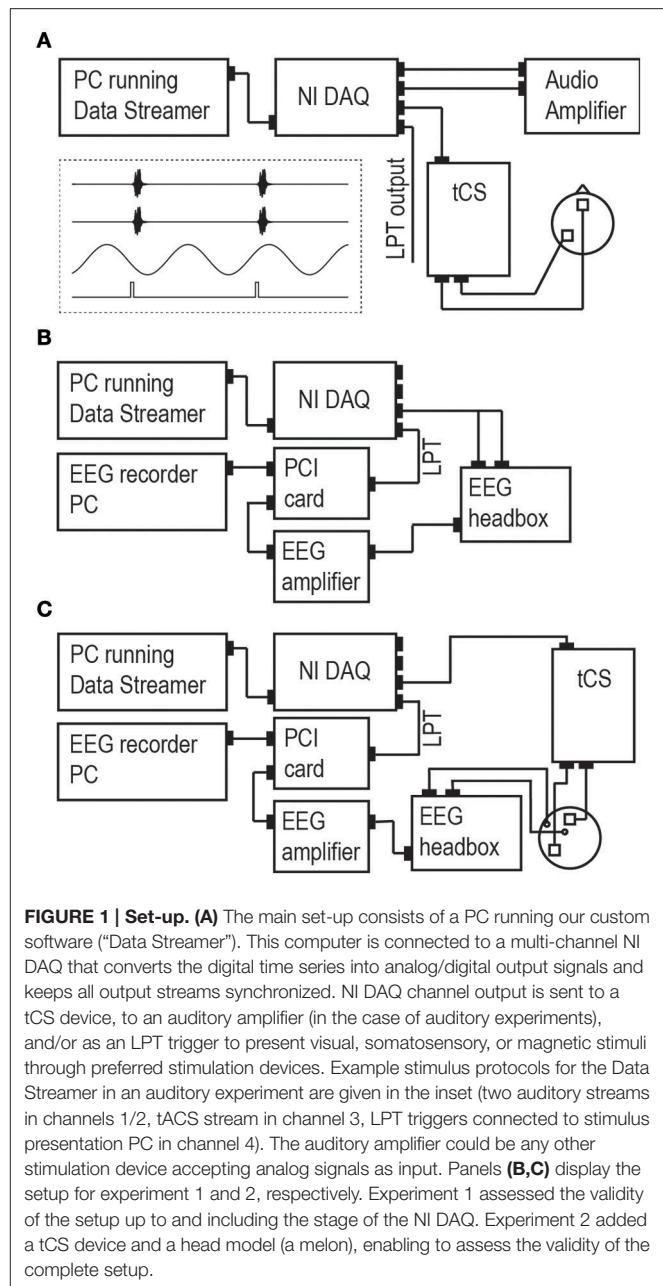 A
PC running
Data Streamer
NI DAQ
Audio
Amplifier
LPT output
tCS
B
PC running
Data Streamer
NI DAQ
EEG recorder
PC
PCI
card
LPT
EEG
headbox
EEG
amplifier
C
PC running
Data Streamer
NI DAQ
tCS
EEG recorder
PC
PCI
card
LPT
EEG
amplifier
EEG
headbox
FIGURE 1 | Set-up. (A) The main set-up consists of a PC running our custom
software (“Data Streamer”). This computer is connected to a multi-channel NI
DAQ that converts the digital time series into analog/digital output signals and
keeps all output streams synchronized. NI DAQ channel output is sent to a
tCS device, to an auditory amplifier (in the case of auditory experiments),
and/or as an LPT trigger to present visual, somatosensory, or magnetic stimuli
through preferred stimulation devices. Example stimulus protocols for the Data
Streamer in an auditory experiment are given in the inset (two auditory streams
in channels 1/2, tACS stream in channel 3, LPT triggers connected to stimulus
presentation PC in channel 4). The auditory amplifier could be any other
stimulation device accepting analog signals as input. Panels (B,C) display the
setup for experiment 1 and 2, respectively. Experiment 1 assessed the validity
of the setup up to and including the stage of the NI DAQ. Experiment 2 added
a tCS device and a head model (a melon), enabling to assess the validity of the
complete setup.